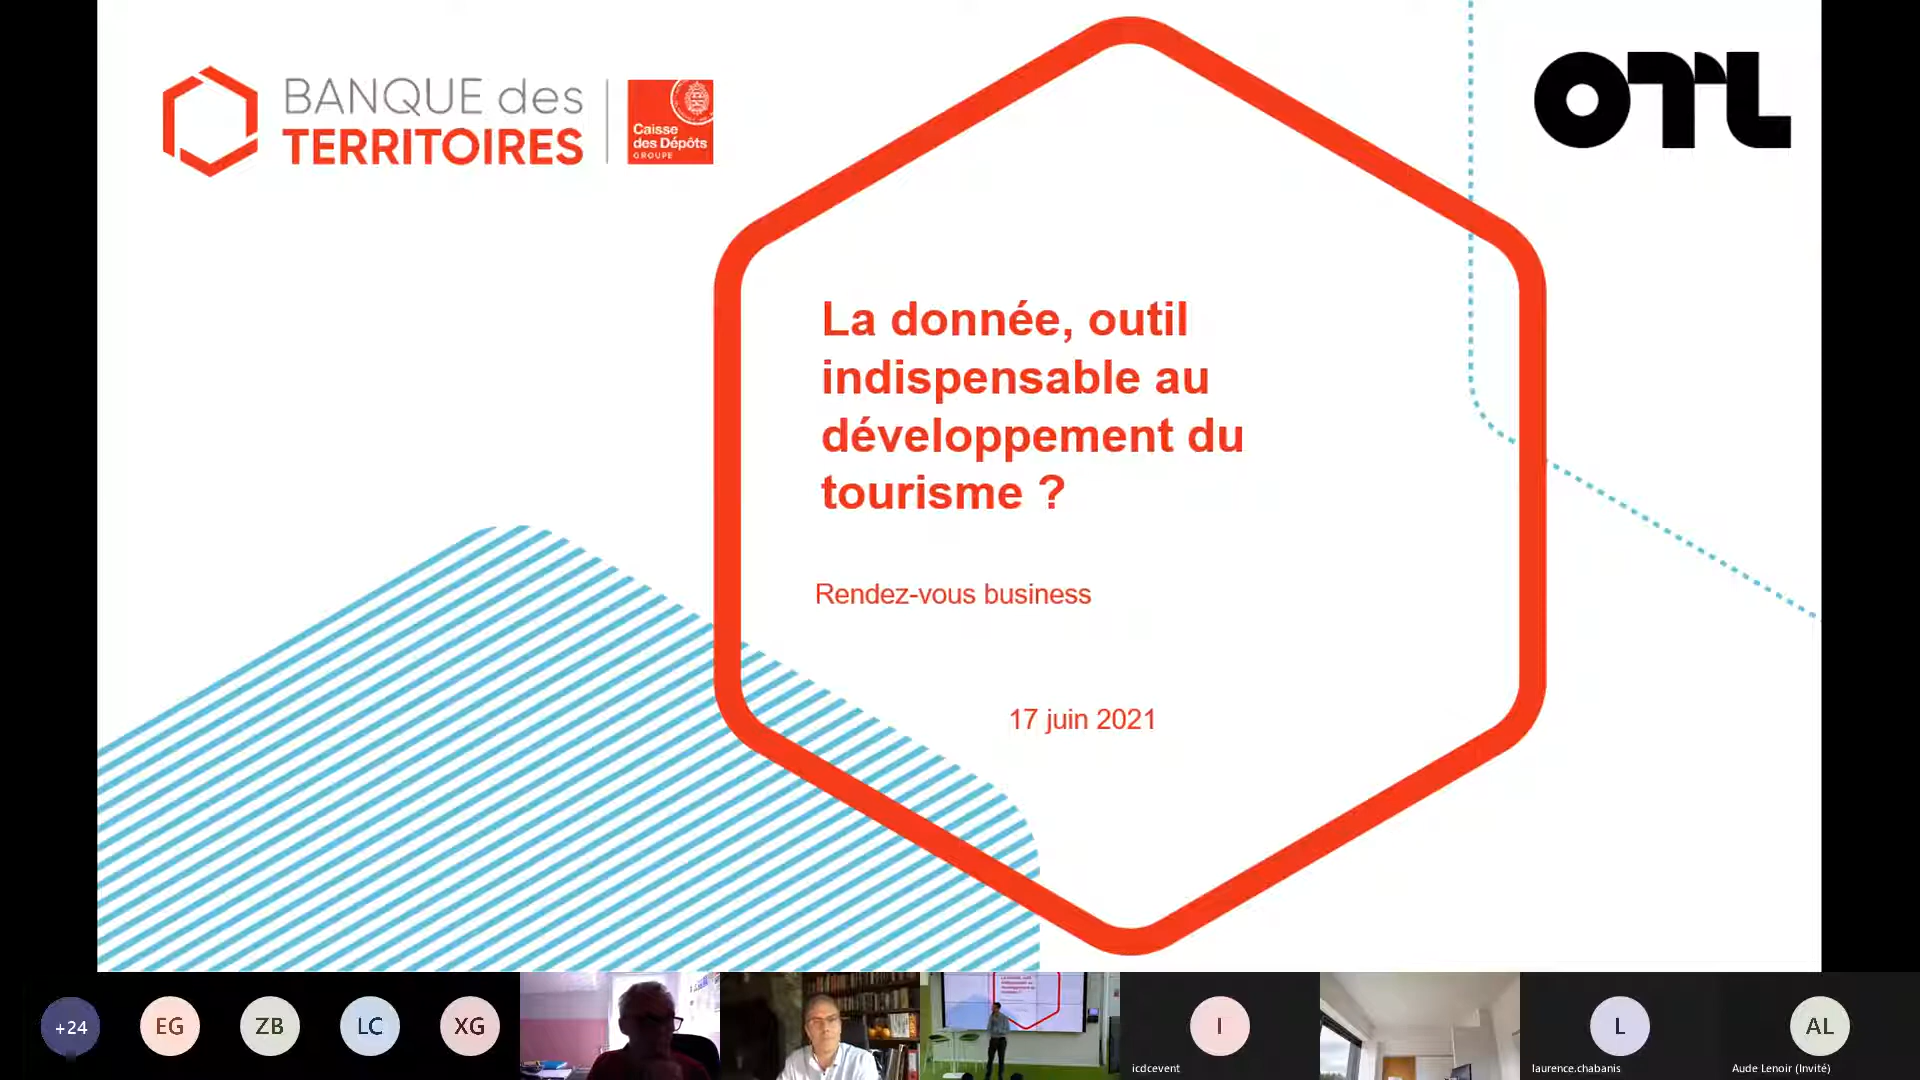 BANQUE des
TERRITOIRES
Caisse
des Dépôts
GROUPE
OTL
La donnée, outil
indispensable au
développement du
tourisme ?
Rendez-vous business
17 juin 2021
+24
EG
ZB
LC
XG
I
icdcevent
L
laurence.chabanis
AL
Aude Lenoir (Invité)